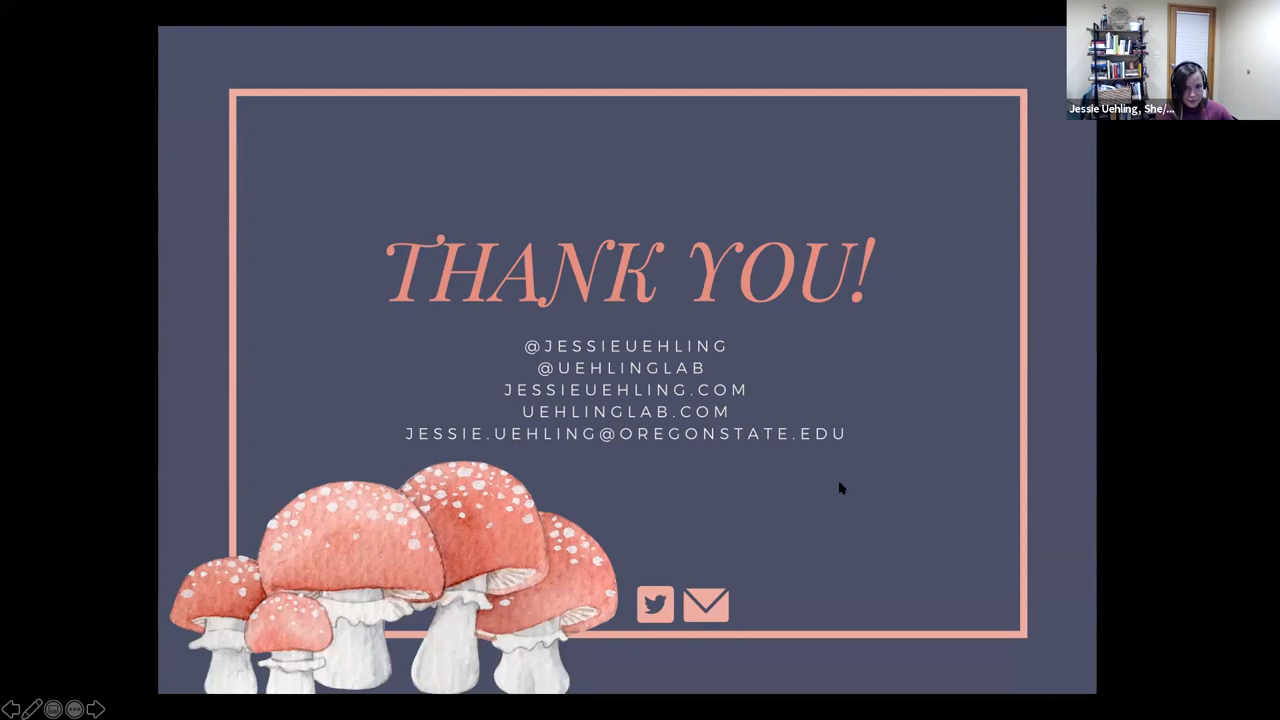 Jessie Uehling, She/...
THANK YOU!
@JESSIEUEHLING
@UEHLINGLAB
JESSIEUEHLING.COM
UEHLINGLAB.COM
JESSIE.UEHLING@OREGONSTATE.EDU